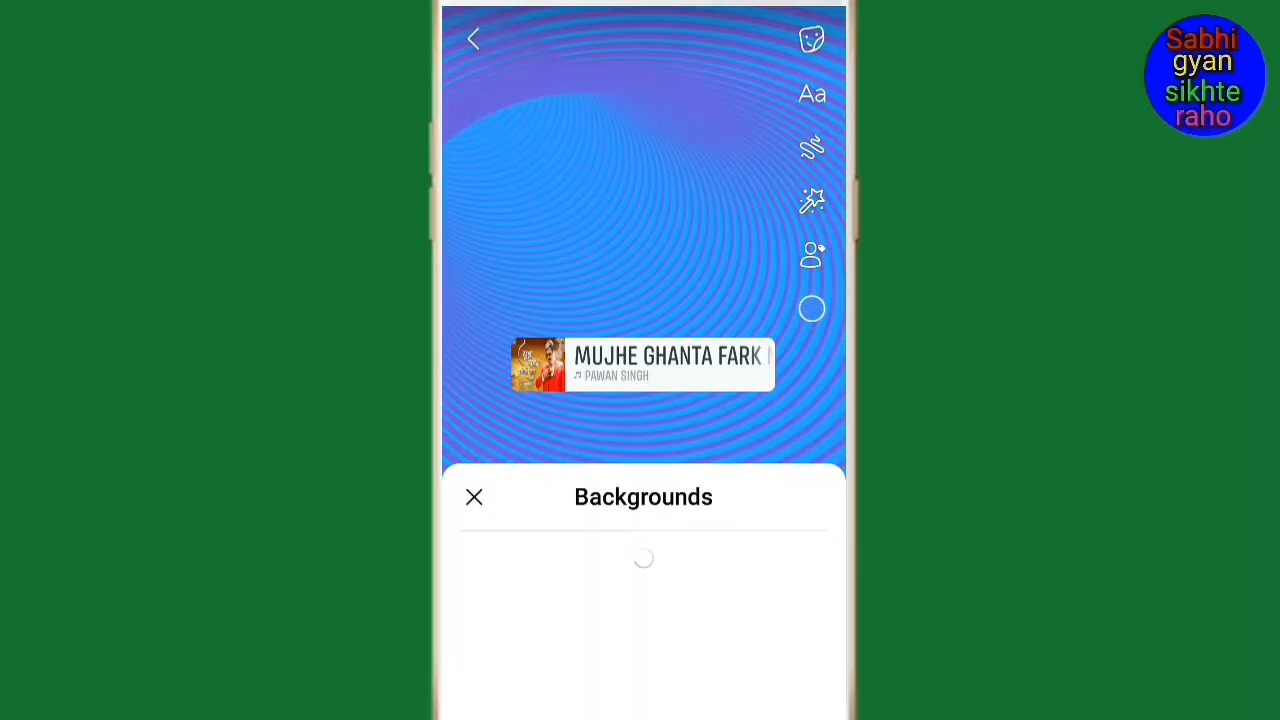 Sabhi
gyan
sikhte
raho
Aa
MUJHE GHANTA FARK
PAWAN SINGH
Backgrounds